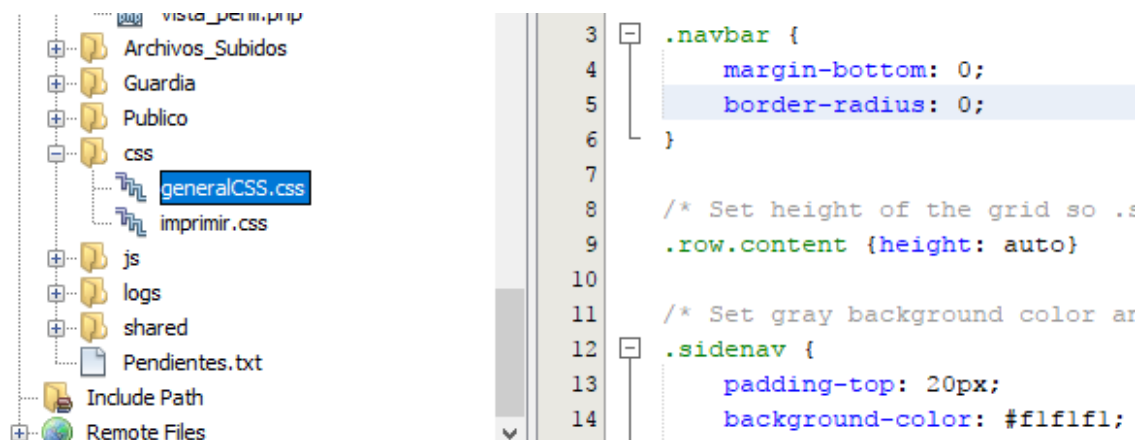 Archivos_Subidos
Guardia
Publico
css
generalCSS.css
imprimir.css
js
logs
shared
Pendientes.txt
Include Path
Remote Files
3 .navbar {
4 margin-bottom: 0;
5 border-radius: 0;
6 }
7
8 /* Set height of the grid so .s
9 .row.content {height: auto}
10
11 /* Set gray background color an
12 .sidenav {
13 padding-top: 20px;
14 background-color: #f1f1f1;